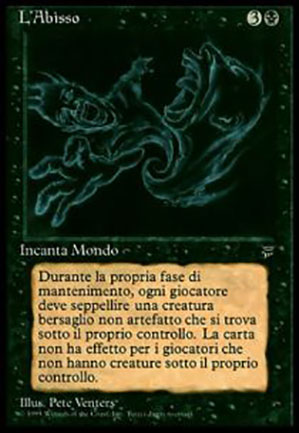 L'Abisso 3
Incanta Mondo
Durante la propria fase di
mantenimento, ogni giocatore
deve seppellire una creatura
bersaglio non artefatto che si trova
sotto il proprio controllo. La carta
non ha effetto per i giocatori che
non hanno creature sotto il proprio
controllo.
Illus. Pete Venters